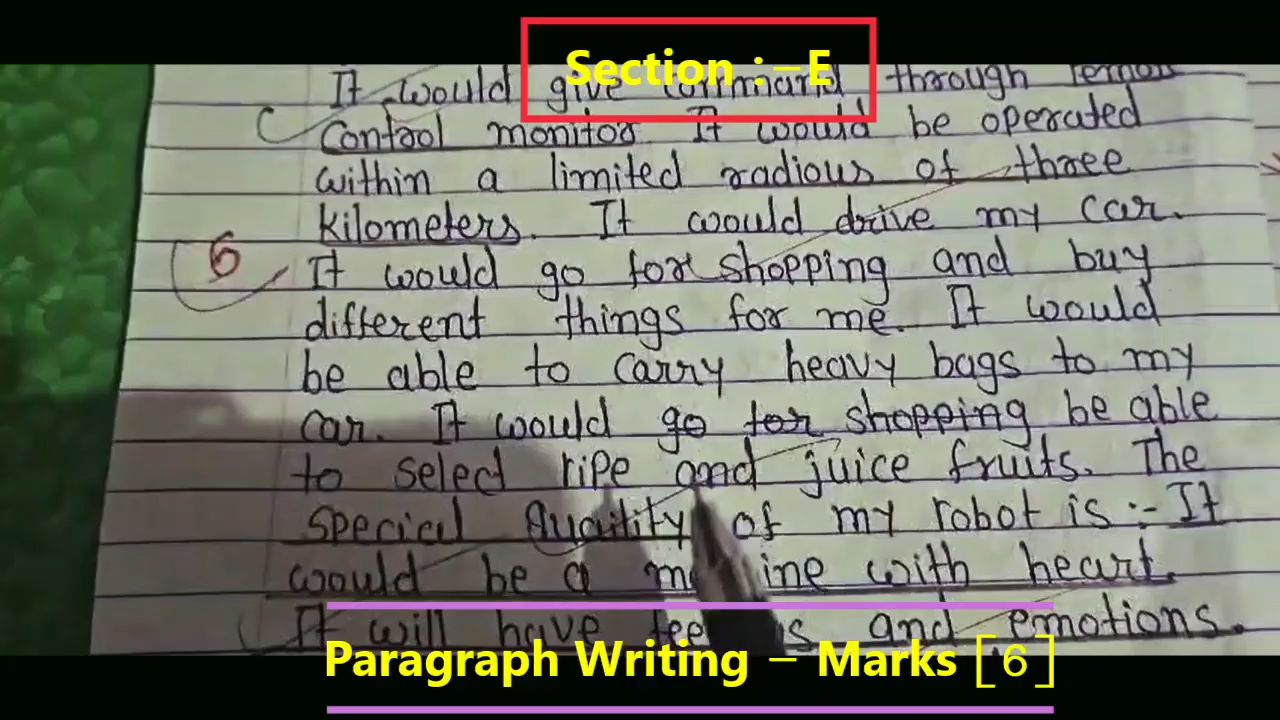 Section :- E
It would give command through remote
Control monitor. It would be operated
within a limited radious of three
kilometers. It would drive my car.
6
It would go for shopping and buy
different things for me. It would
be able to carry heavy bags to my
car. It would go for shopping be able
to select ripe and juice fruits. The
special Quaility of my robot is :- It
would be a machine with heart.
It will have feelings and emotions.
Paragraph Writing - Marks [6]